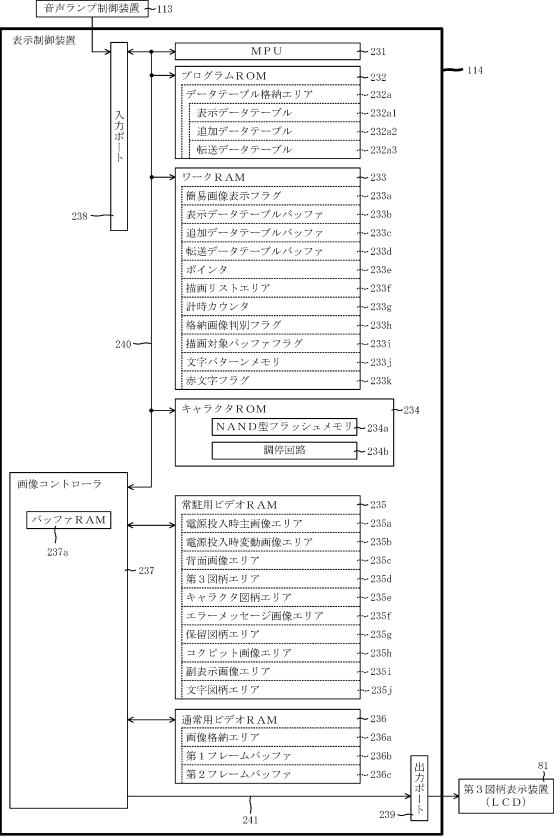 音声ランプ制御装置 113
表示制御装置
114
入力ポート
238
MPU 231
プログラムROM 232
データテーブル格納エリア 232a
表示データテーブル 232a1
追加データテーブル 232a2
転送データテーブル 232a3
ワークRAM 233
簡易画像表示フラグ 233a
表示データテーブルバッファ 233b
追加データテーブルバッファ 233c
転送データテーブルバッファ 233d
ポインタ 233e
描画リストエリア 233f
計時カウンタ 233g
格納画像判別フラグ 233h
描画対象バッファフラグ 233i
文字パターンメモリ 233j
赤文字フラグ 233k
240
キャラクタROM 234
NAND型フラッシュメモリ 234a
調停回路 234b
画像コントローラ
バッファRAM
237a
237
常駐用ビデオRAM 235
電源投入時主画像エリア 235a
電源投入時変動画像エリア 235b
背面画像エリア 235c
第3図柄エリア 235d
キャラクタ図柄エリア 235e
エラーメッセージ画像エリア 235f
保留図柄エリア 235g
コクピット画像エリア 235h
副表示画像エリア 235i
文字図柄エリア 235j
通常用ビデオRAM 236
画像格納エリア 236a
第1フレームバッファ 236b
第2フレームバッファ 236c
241
出力ポート
239
81
第3図柄表示装置
(LCD)